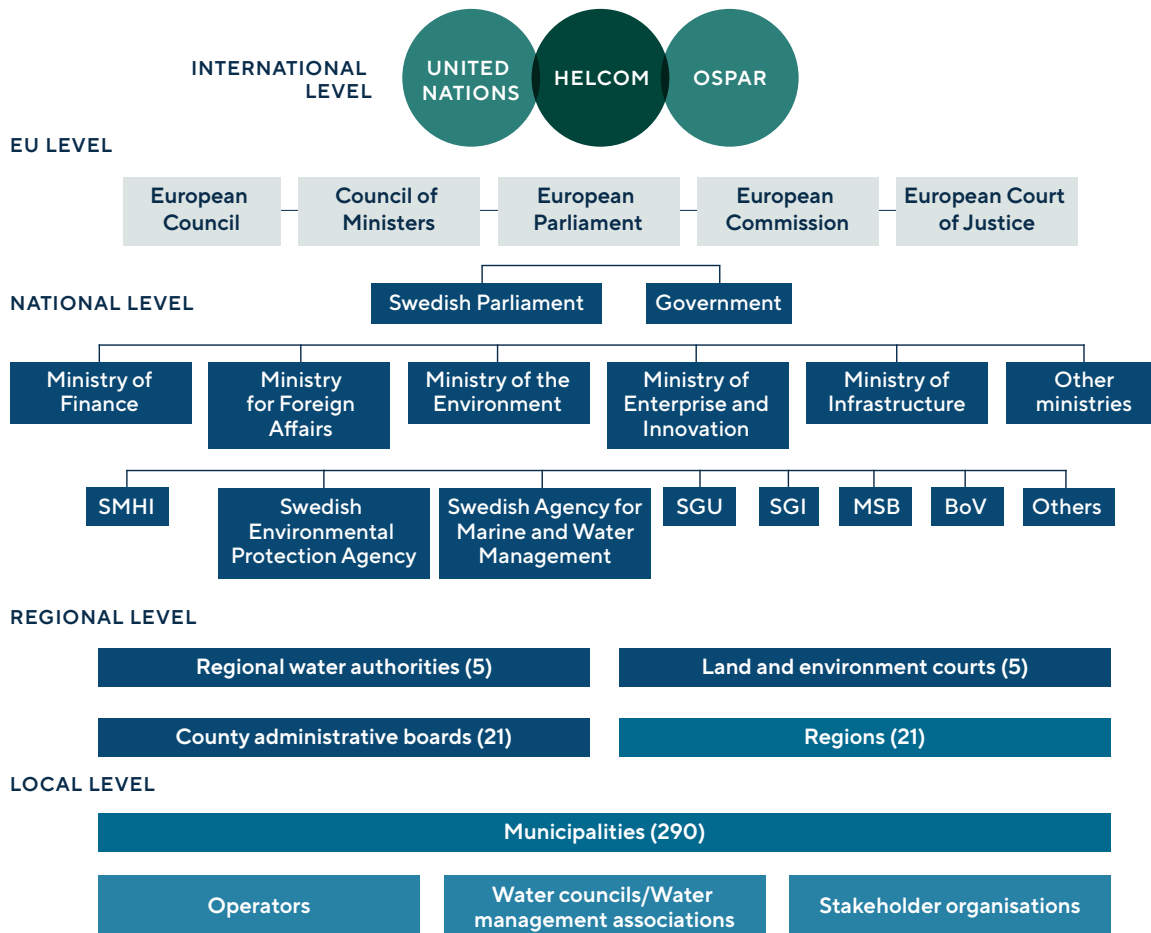 INTERNATIONAL
LEVEL
UNITED
NATIONS
HELCOM
OSPAR
EU LEVEL
European
Council
Council of
Ministers
European
Parliament
European
Commission
European Court
of Justice
NATIONAL LEVEL
Swedish Parliament
Government
Ministry of
Finance
Ministry
for Foreign
Affairs
Ministry of the
Environment
Ministry of
Enterprise and
Innovation
Ministry of
Infrastructure
Other
ministries
SMHI
Swedish
Environmental
Protection Agency
Swedish Agency for
Marine and Water
Management
SGU
SGI
MSB
BoV
Others
REGIONAL LEVEL
Regional water authorities (5)
Land and environment courts (5)
County administrative boards (21)
Regions (21)
LOCAL LEVEL
Municipalities (290)
Operators
Water councils/Water
management associations
Stakeholder organisations